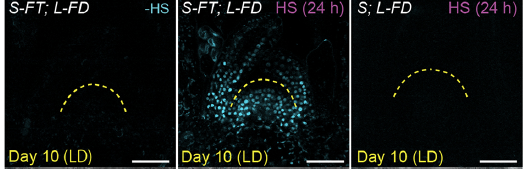 S-FT; L-FD -HS
Day 10 (LD)
S-FT; L-FD HS (24 h)
Day 10 (LD)
S; L-FD HS (24 h)
Day 10 (LD)